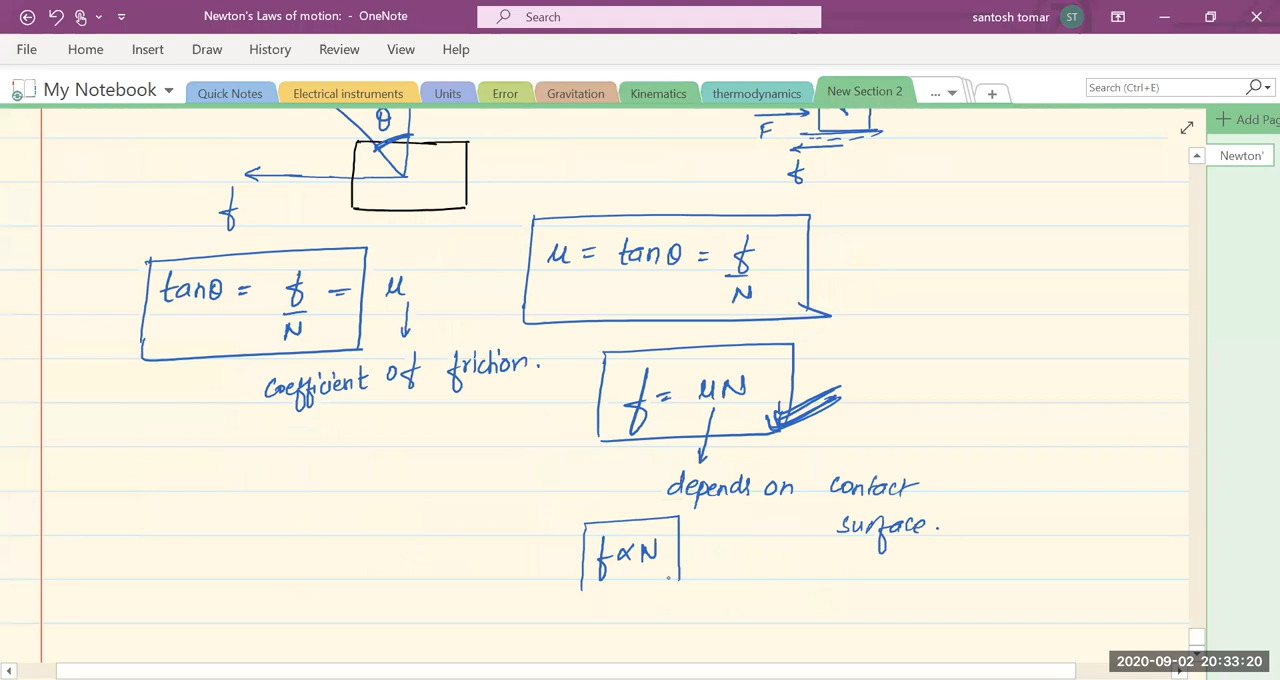 Newton's Laws of motion: - OneNote
Search
santosh tomar
ST
File Home Insert Draw History Review View Help
My Notebook
Quick Notes
Electrical instruments
Units
Error
Gravitation
Kinematics
thermodynamics
New Section 2
...
Search (Ctrl+E)
Add Pag
Newton'
θ
F
f
f
μ = tanθ = f/N
tanθ = f/N = μ
coefficient of friction.
f = μN
depends on contact
surface.
f ∝ N
2020-09-02 20:33:20